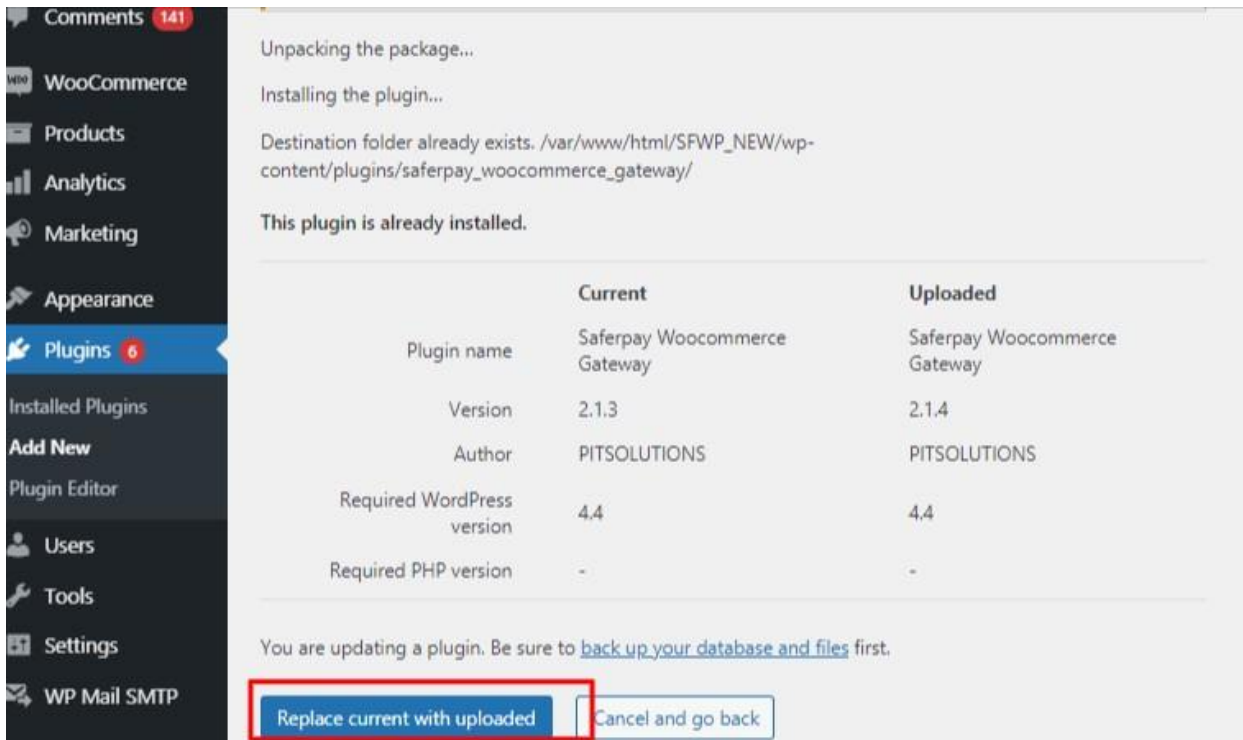 Comments 141
WOO WooCommerce
Products
Analytics
Marketing
Appearance
Plugins 6
Installed Plugins
Add New
Plugin Editor
Users
Tools
Settings
WP Mail SMTP
Unpacking the package...
Installing the plugin...
Destination folder already exists. /var/www/html/SFWP_NEW/wp-
content/plugins/saferpay_woocommerce_gateway/
This plugin is already installed.
Current Uploaded
Plugin name Saferpay Woocommerce Gateway Saferpay Woocommerce Gateway
Version 2.1.3 2.1.4
Author PITSOLUTIONS PITSOLUTIONS
Required WordPress version 4.4 4.4
Required PHP version - -
You are updating a plugin. Be sure to back up your database and files first.
Replace current with uploaded Cancel and go back